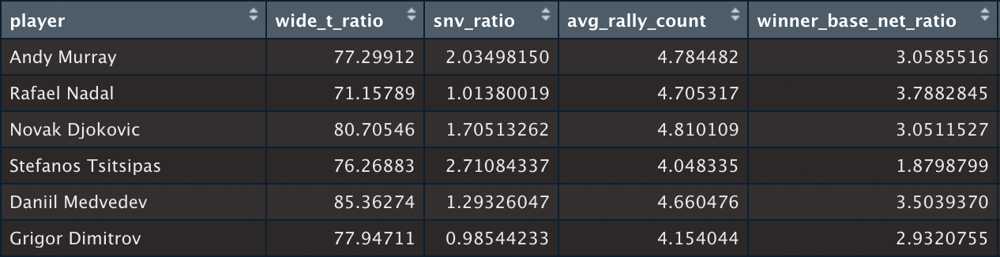 player wide_t_ratio snv_ratio avg_rally_count winner_base_net_ratio
Andy Murray 77.29912 2.03498150 4.784482 3.0585516
Rafael Nadal 71.15789 1.01380019 4.705317 3.7882845
Novak Djokovic 80.70546 1.70513262 4.810109 3.0511527
Stefanos Tsitsipas 76.26883 2.71084337 4.048335 1.8798799
Daniil Medvedev 85.36274 1.29326047 4.660476 3.5039370
Grigor Dimitrov 77.94711 0.98544233 4.154044 2.9320755